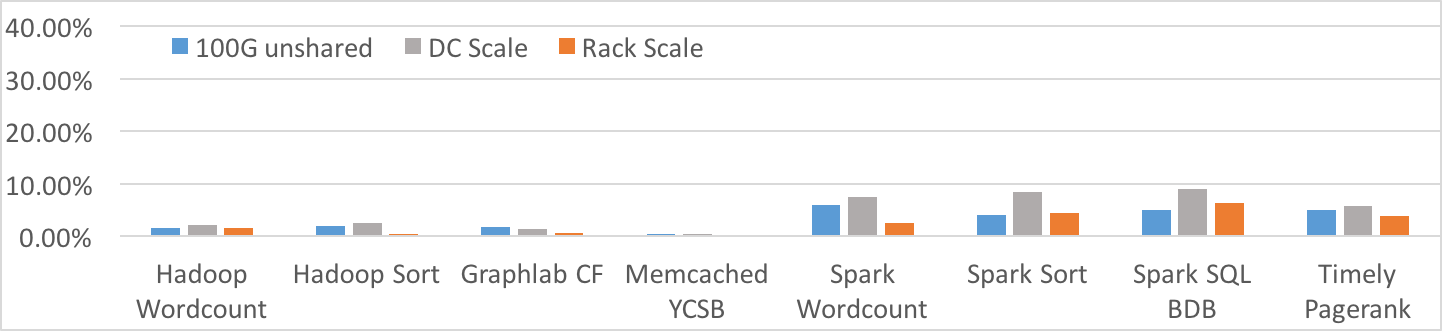 40.00%
100G unshared DC Scale Rack Scale
30.00%
20.00%
10.00%
0.00%
Hadoop Wordcount
Hadoop Sort
Graphlab CF
Memcached YCSB
Spark Wordcount
Spark Sort
Spark SQL BDB
Timely Pagerank